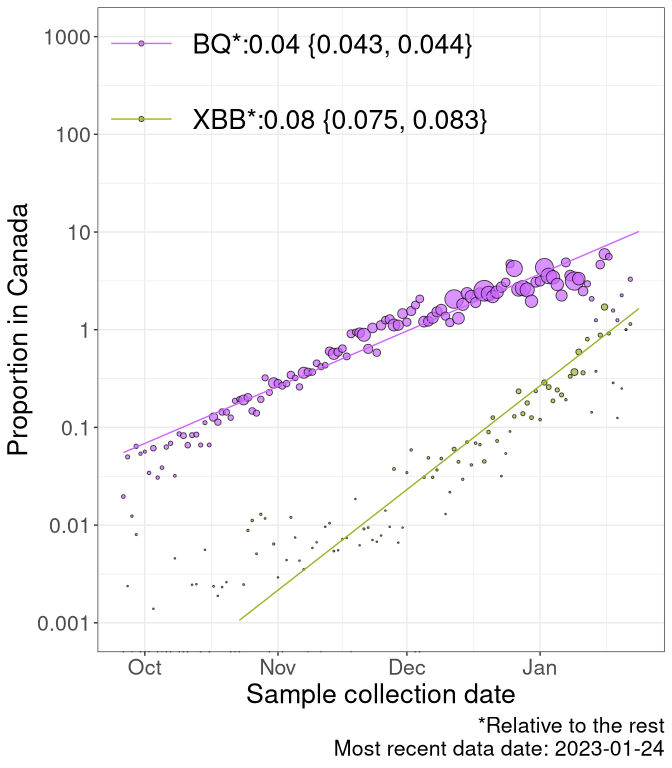 BQ*:0.04 {0.043, 0.044}
XBB*:0.08 {0.075, 0.083}
1000
100
10
1
0.1
0.01
0.001
Proportion in Canada
Oct Nov Dec Jan
Sample collection date
*Relative to the rest
Most recent data date: 2023-01-24